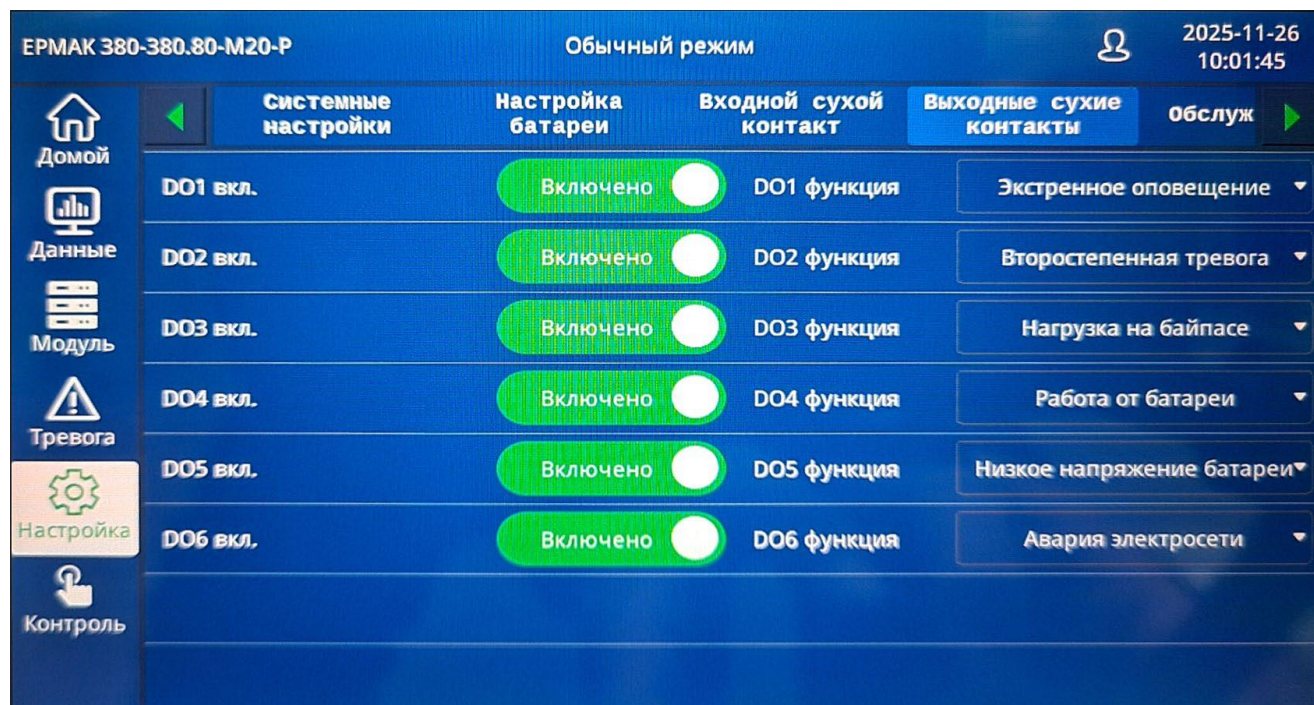 ЕРМАК 380-380.80-M20-P
Обычный режим
2025-11-26
10:01:45
Домой
Данные
Модуль
Тревога
Настройка
Контроль
Системные
настройки
Настройка
батареи
Входной сухой
контакт
Выходные сухие
контакты
Обслуж
DO1 вкл.
Включено
DO1 функция
Экстренное оповещение
DO2 вкл.
Включено
DO2 функция
Второстепенная тревога
DO3 вкл.
Включено
DO3 функция
Нагрузка на байпасе
DO4 вкл.
Включено
DO4 функция
Работа от батареи
DO5 вкл.
Включено
DO5 функция
Низкое напряжение батареи
DO6 вкл.
Включено
DO6 функция
Авария электросети